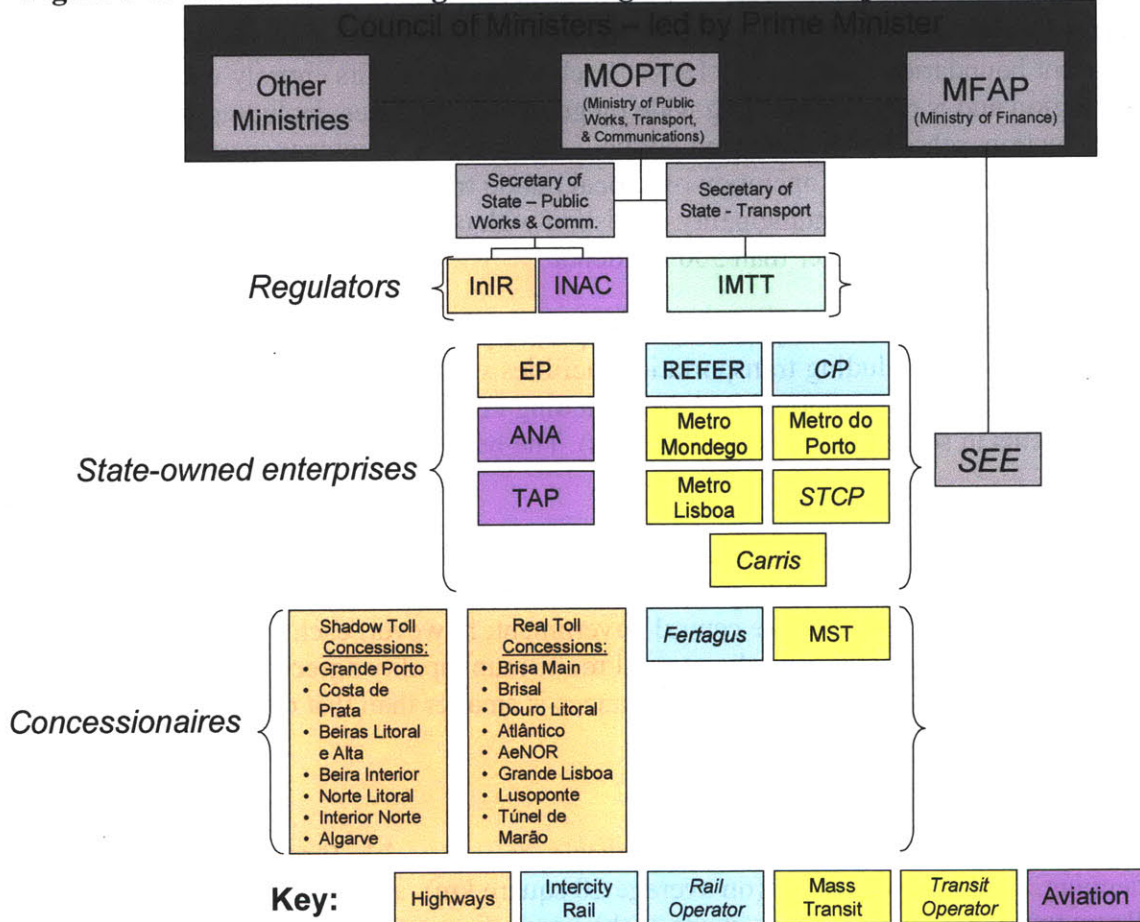 Council of Ministers – led by Prime Minister
Other
Ministries
MOPTC
(Ministry of Public
Works, Transport,
& Communications)
MFAP
(Ministry of Finance)
Secretary of
State – Public
Works & Comm.
Secretary of
State - Transport
Regulators
InIR
INAC
IMTT
State-owned enterprises
EP
REFER
CP
ANA
Metro
Mondego
Metro do
Porto
TAP
Metro
Lisboa
STCP
Carris
SEE
Concessionaires
Shadow Toll
Concessions:
• Grande Porto
• Costa de
Prata
• Beiras Litoral
e Alta
• Beira Interior
• Norte Litoral
• Interior Norte
• Algarve
Real Toll
Concessions:
• Brisa Main
• Brisal
• Douro Litoral
• Atlântico
• AeNOR
• Grande Lisboa
• Lusoponte
• Túnel de
Marão
Fertagus
MST
Key:
Highways
Intercity
Rail
Rail
Operator
Mass
Transit
Transit
Operator
Aviation